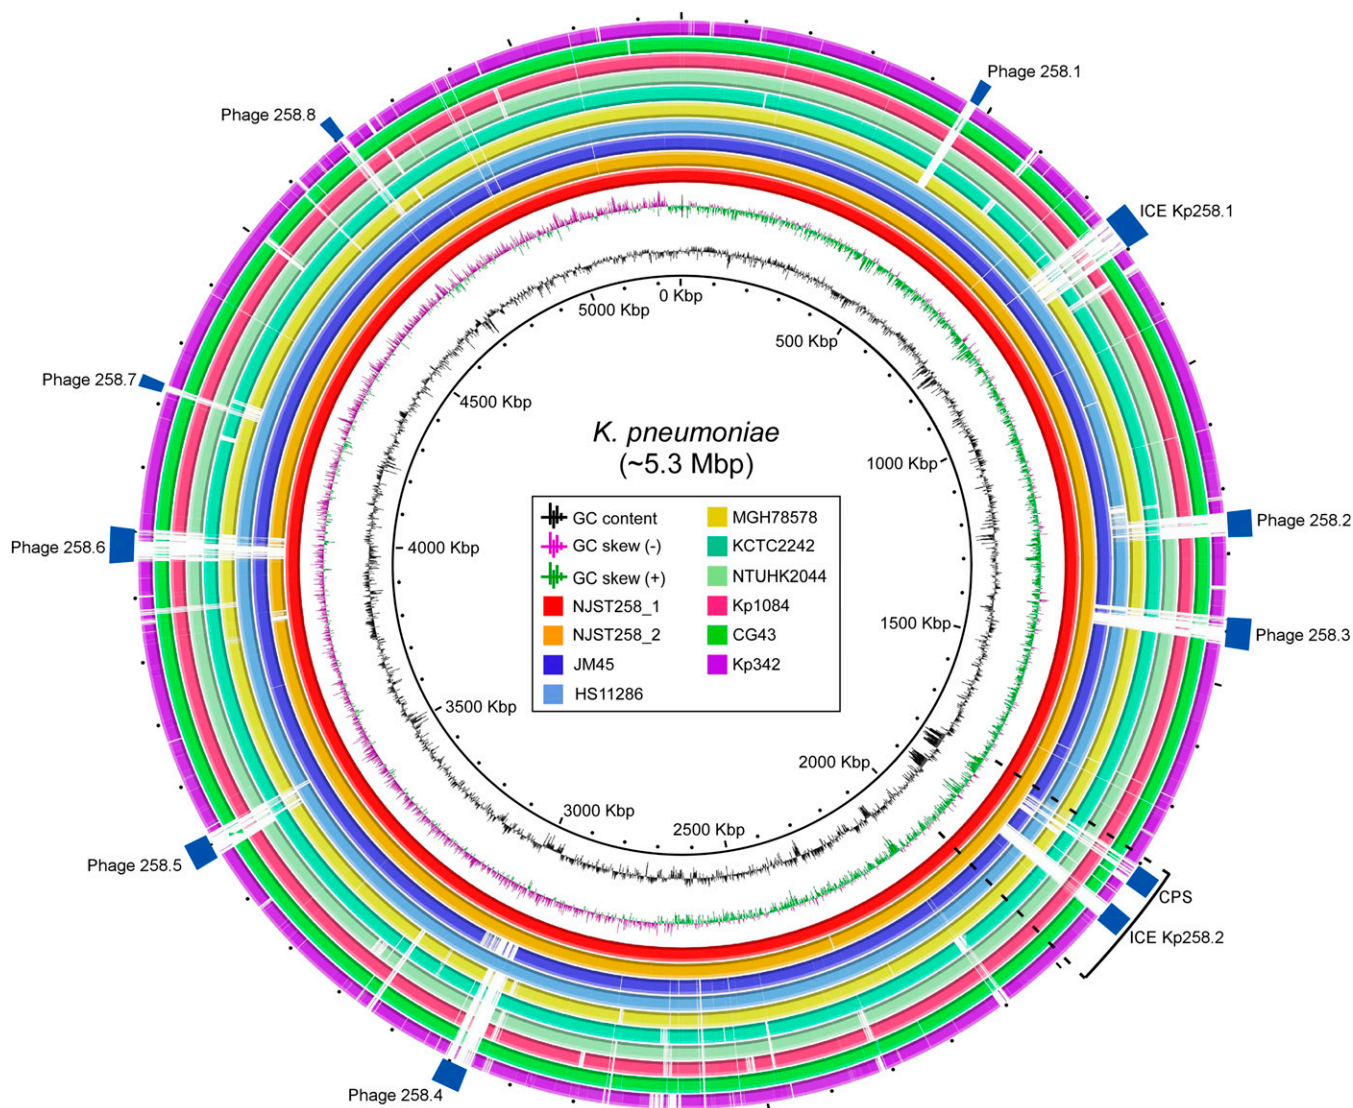 Phage 258.1
Phage 258.8
ICE Kp258.1
0 Kbp
5000 Kbp
500 Kbp
Phage 258.7
4500 Kbp
K. pneumoniae
(~5.3 Mbp)
1000 Kbp
GC content
GC skew (-)
GC skew (+)
NJST258_1
NJST258_2
JM45
HS11286
MGH78578
KCTC2242
NTUHK2044
Kp1084
CG43
Kp342
Phage 258.2
Phage 258.6
4000 Kbp
1500 Kbp
Phage 258.3
3500 Kbp
2000 Kbp
3000 Kbp
2500 Kbp
Phage 258.5
CPS
ICE Kp258.2
Phage 258.4